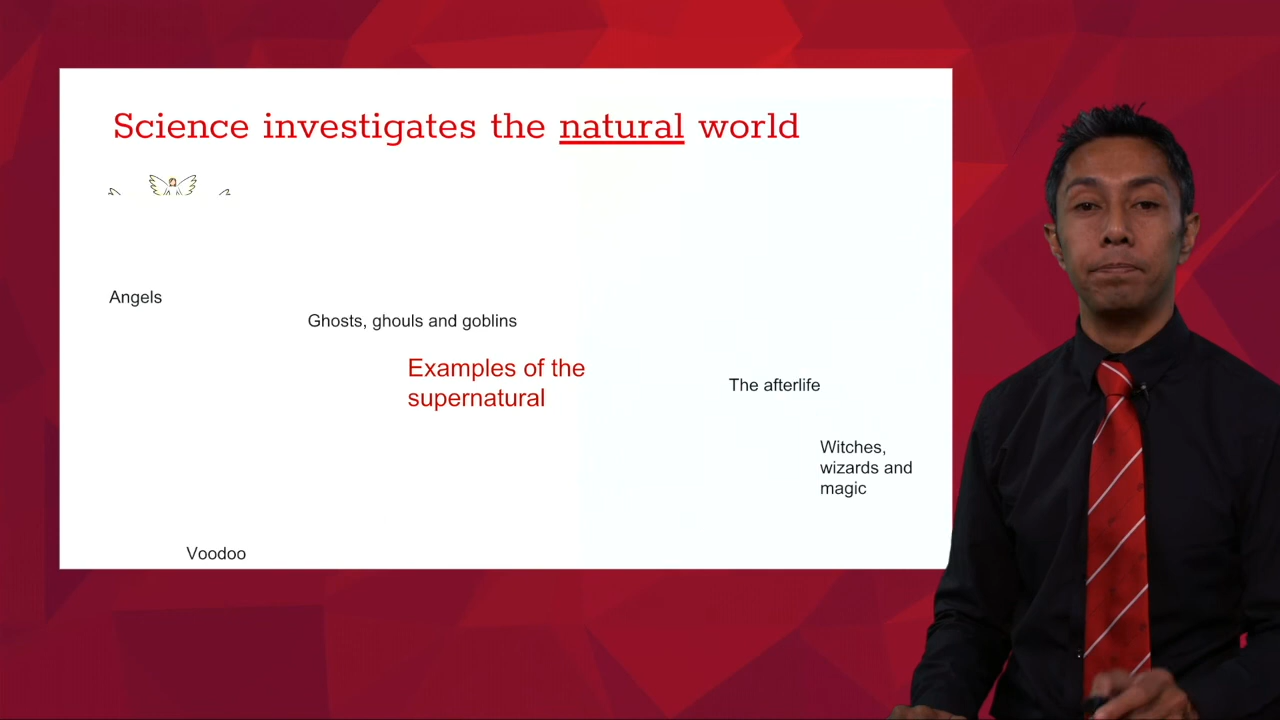 Science investigates the natural world
Angels
Ghosts, ghouls and goblins
Examples of the
supernatural
The afterlife
Witches,
wizards and
magic
Voodoo